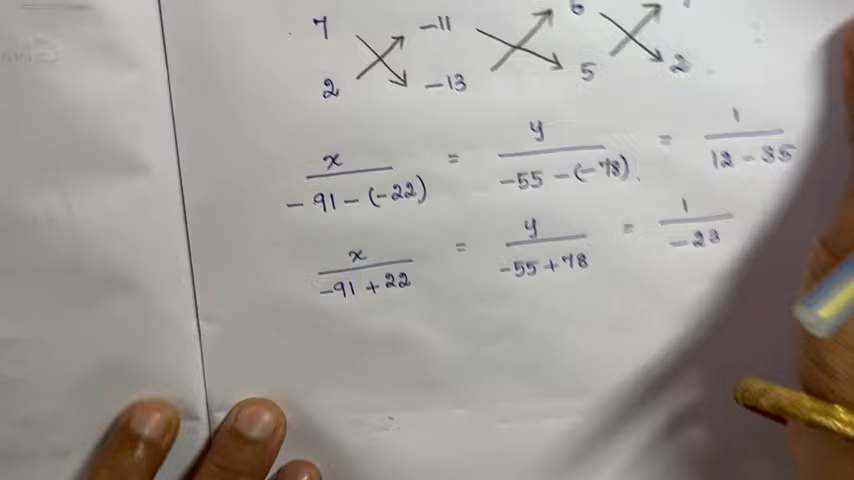 7 -11 6
2 -13 5 2
x / -91-(-22) = y / -55-(-78) = 1 / 12-35
x / -91+22 = y / -55+78 = 1 / -23